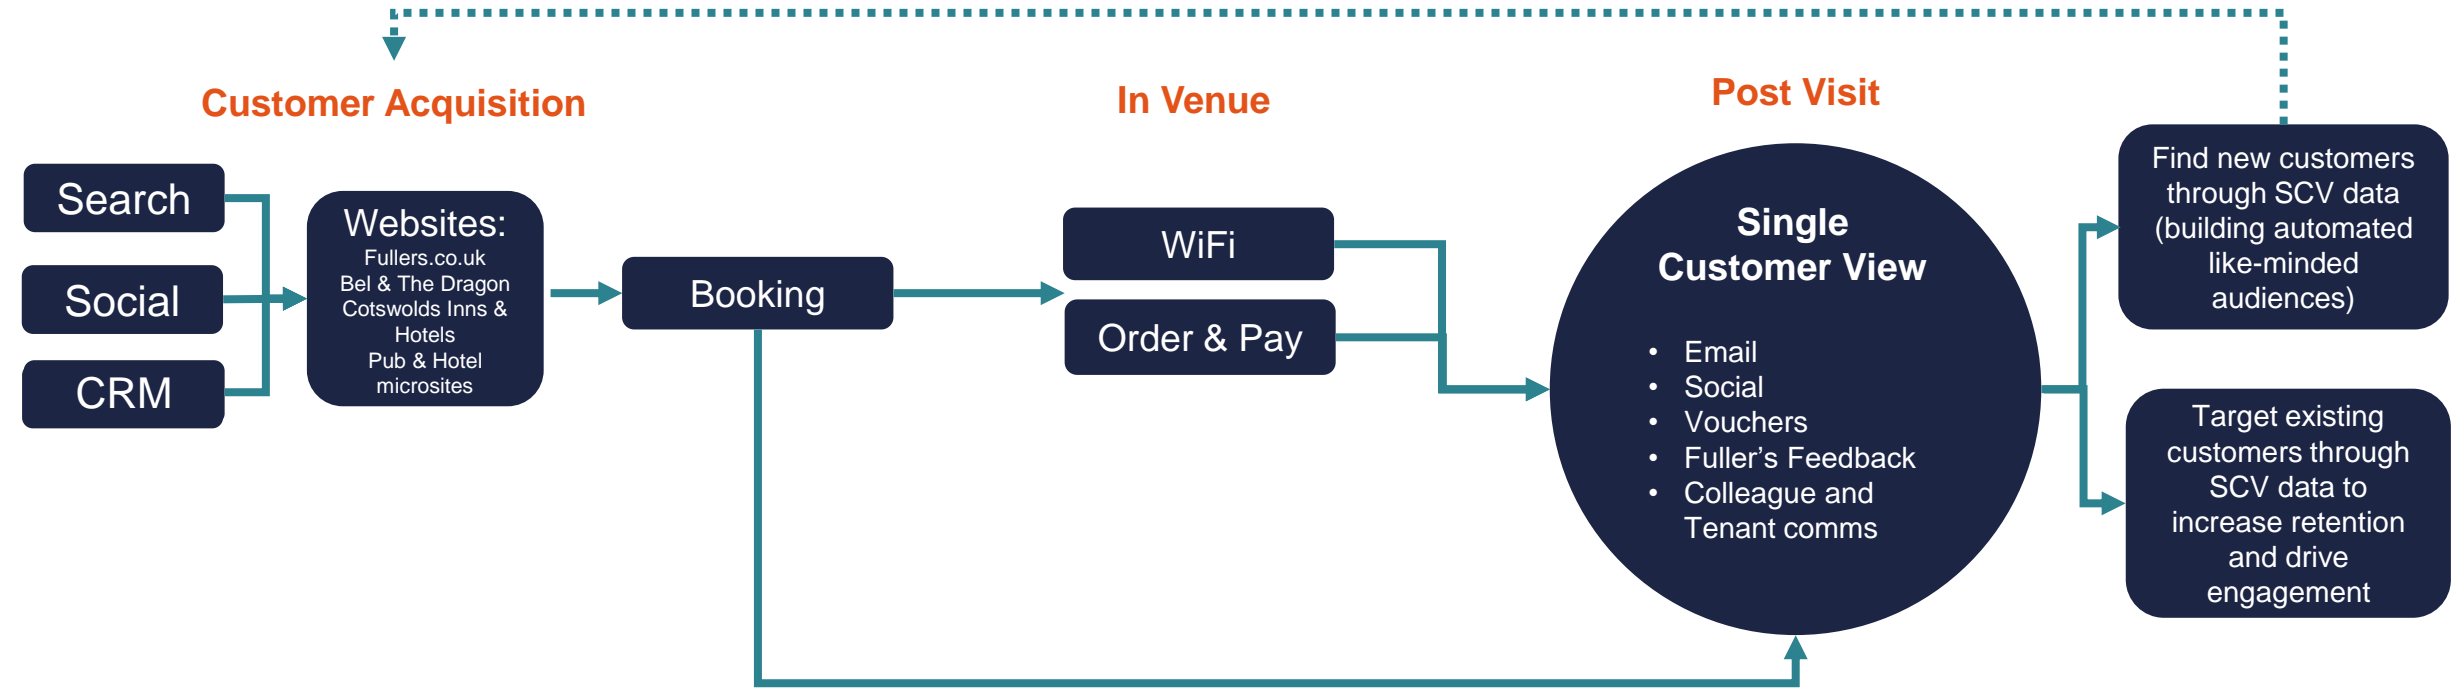 Customer Acquisition
In Venue
Post Visit
Search
Social
CRM
Websites:
Fullers.co.uk
Bel & The Dragon
Cotswolds Inns &
Hotels
Pub & Hotel
microsites
Booking
WiFi
Order & Pay
Single
Customer View
• Email
• Social
• Vouchers
• Fuller’s Feedback
• Colleague and
Tenant comms
Find new customers
through SCV data
(building automated
like-minded
audiences)
Target existing
customers through
SCV data to
increase retention
and drive
engagement